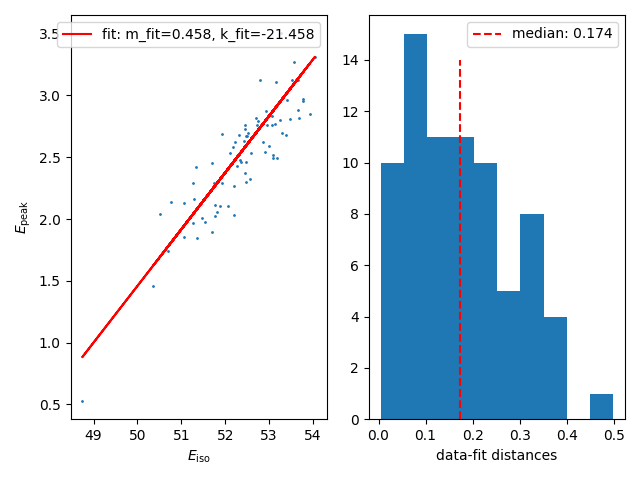 fit: m_fit=0.458, k_fit=-21.458
3.5
3.0
2.5
2.0
1.5
1.0
0.5
E_peak
49 50 51 52 53 54
E_iso
median: 0.174
14
12
10
8
6
4
2
0
0.0 0.1 0.2 0.3 0.4 0.5
data-fit distances